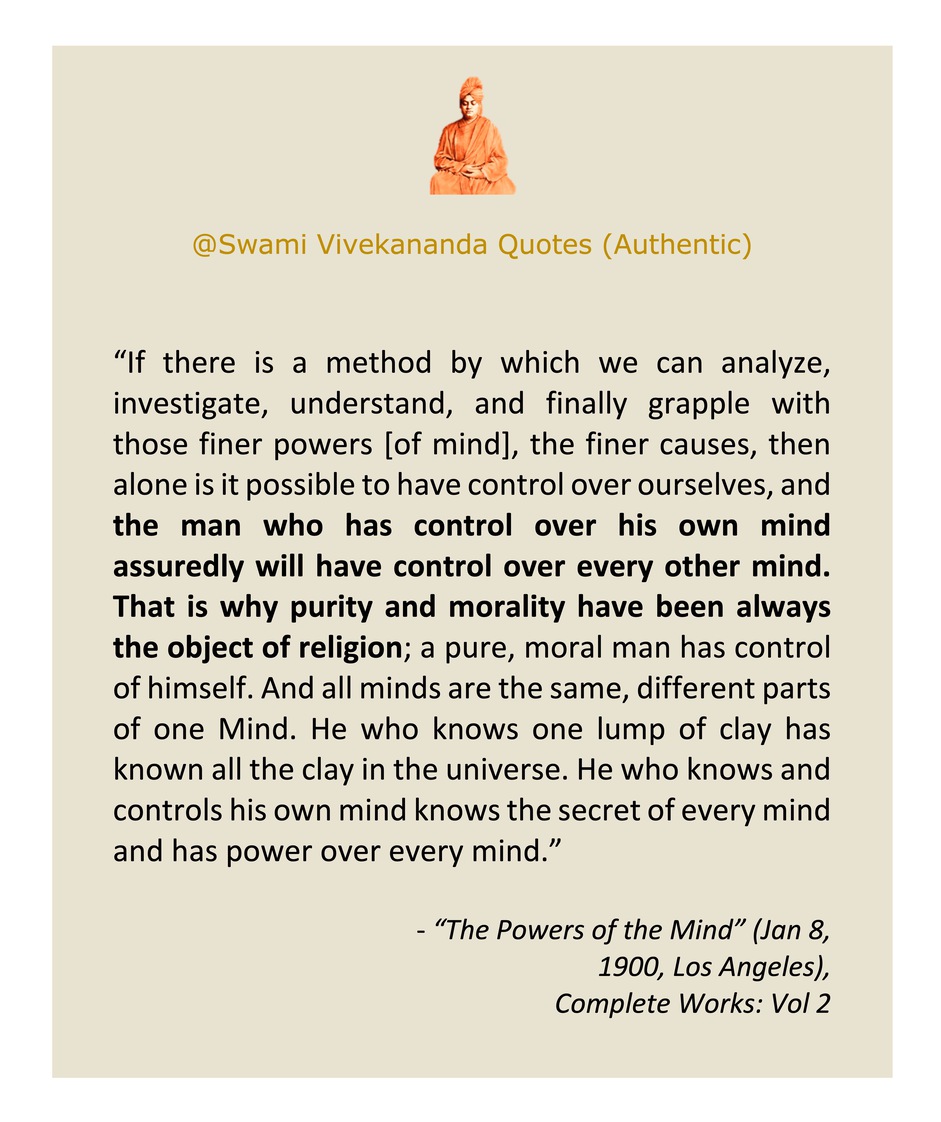 @Swami Vivekananda Quotes (Authentic)
“If there is a method by which we can analyze,
investigate, understand, and finally grapple with
those finer powers [of mind], the finer causes, then
alone is it possible to have control over ourselves, and
the man who has control over his own mind
assuredly will have control over every other mind.
That is why purity and morality have been always
the object of religion; a pure, moral man has control
of himself. And all minds are the same, different parts
of one Mind. He who knows one lump of clay has
known all the clay in the universe. He who knows and
controls his own mind knows the secret of every mind
and has power over every mind.”
- “The Powers of the Mind” (Jan 8,
1900, Los Angeles),
Complete Works: Vol 2